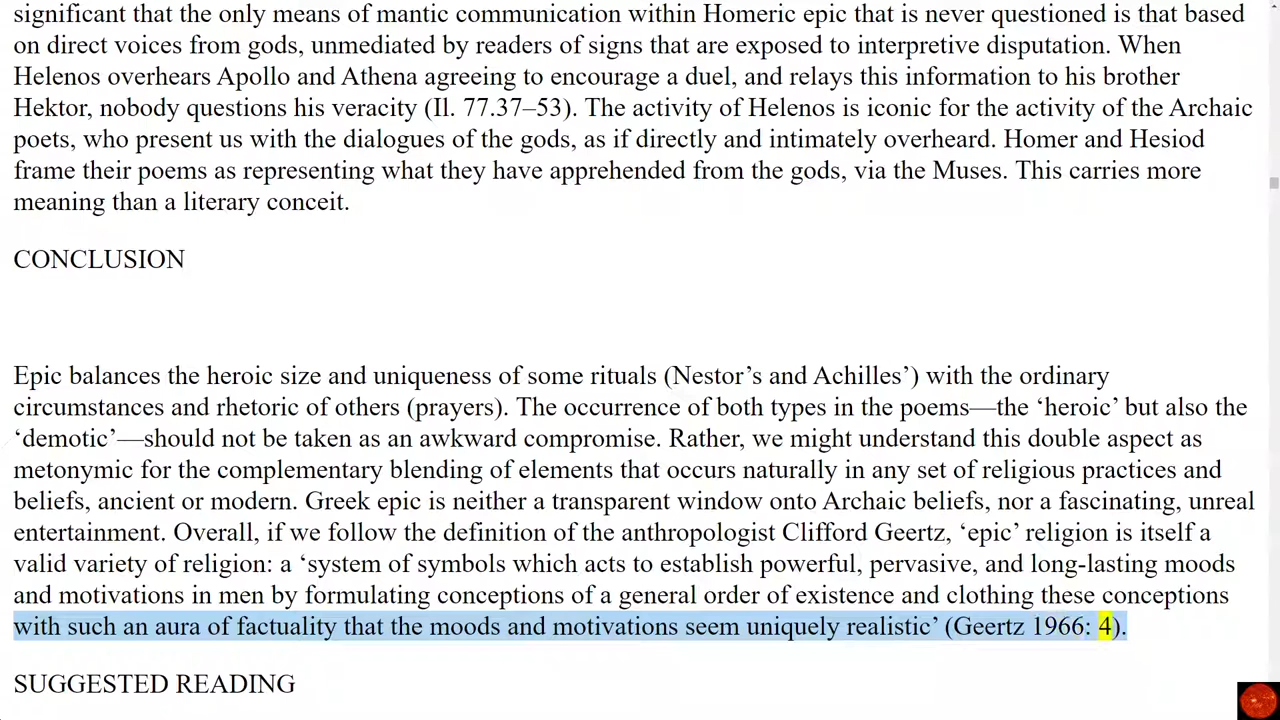 significant that the only means of mantic communication within Homeric epic that is never questioned is that based
on direct voices from gods, unmediated by readers of signs that are exposed to interpretive disputation. When
Helenos overhears Apollo and Athena agreeing to encourage a duel, and relays this information to his brother
Hektor, nobody questions his veracity (Il. 77.37–53). The activity of Helenos is iconic for the activity of the Archaic
poets, who present us with the dialogues of the gods, as if directly and intimately overheard. Homer and Hesiod
frame their poems as representing what they have apprehended from the gods, via the Muses. This carries more
meaning than a literary conceit.
CONCLUSION
Epic balances the heroic size and uniqueness of some rituals (Nestor’s and Achilles’) with the ordinary
circumstances and rhetoric of others (prayers). The occurrence of both types in the poems—the ‘heroic’ but also the
‘demotic’—should not be taken as an awkward compromise. Rather, we might understand this double aspect as
metonymic for the complementary blending of elements that occurs naturally in any set of religious practices and
beliefs, ancient or modern. Greek epic is neither a transparent window onto Archaic beliefs, nor a fascinating, unreal
entertainment. Overall, if we follow the definition of the anthropologist Clifford Geertz, ‘epic’ religion is itself a
valid variety of religion: a ‘system of symbols which acts to establish powerful, pervasive, and long-lasting moods
and motivations in men by formulating conceptions of a general order of existence and clothing these conceptions
with such an aura of factuality that the moods and motivations seem uniquely realistic’ (Geertz 1966: 4).
SUGGESTED READING